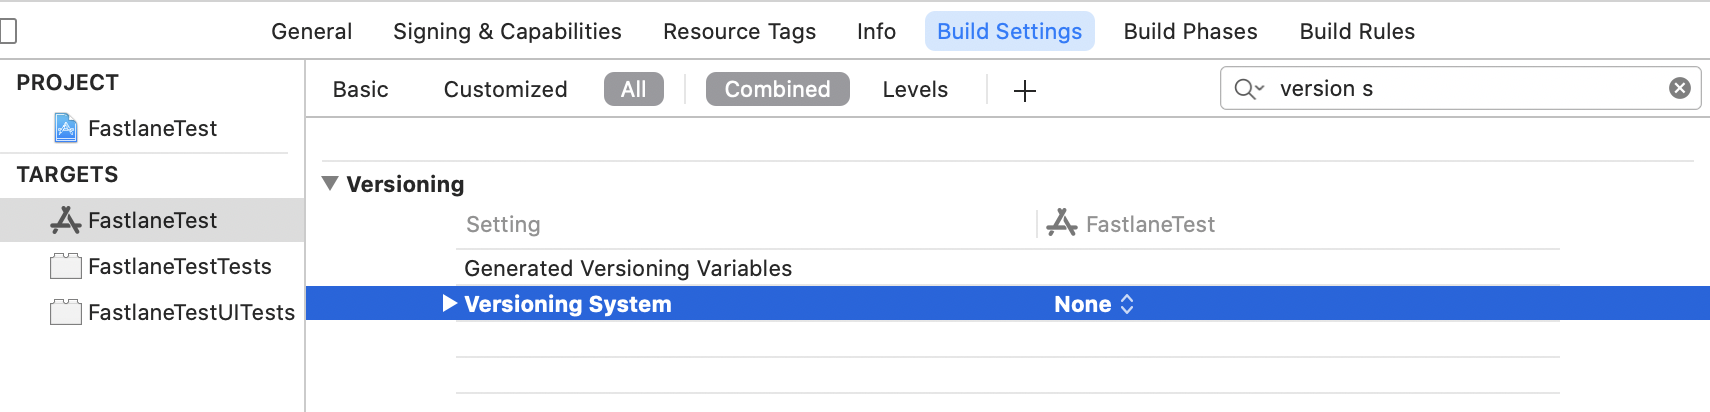 General Signing & Capabilities Resource Tags Info Build Settings Build Phases Build Rules
PROJECT
FastlaneTest
TARGETS
FastlaneTest
FastlaneTestTests
FastlaneTestUITests
Basic Customized All Combined Levels + version s
Versioning
Setting FastlaneTest
Generated Versioning Variables
Versioning System None